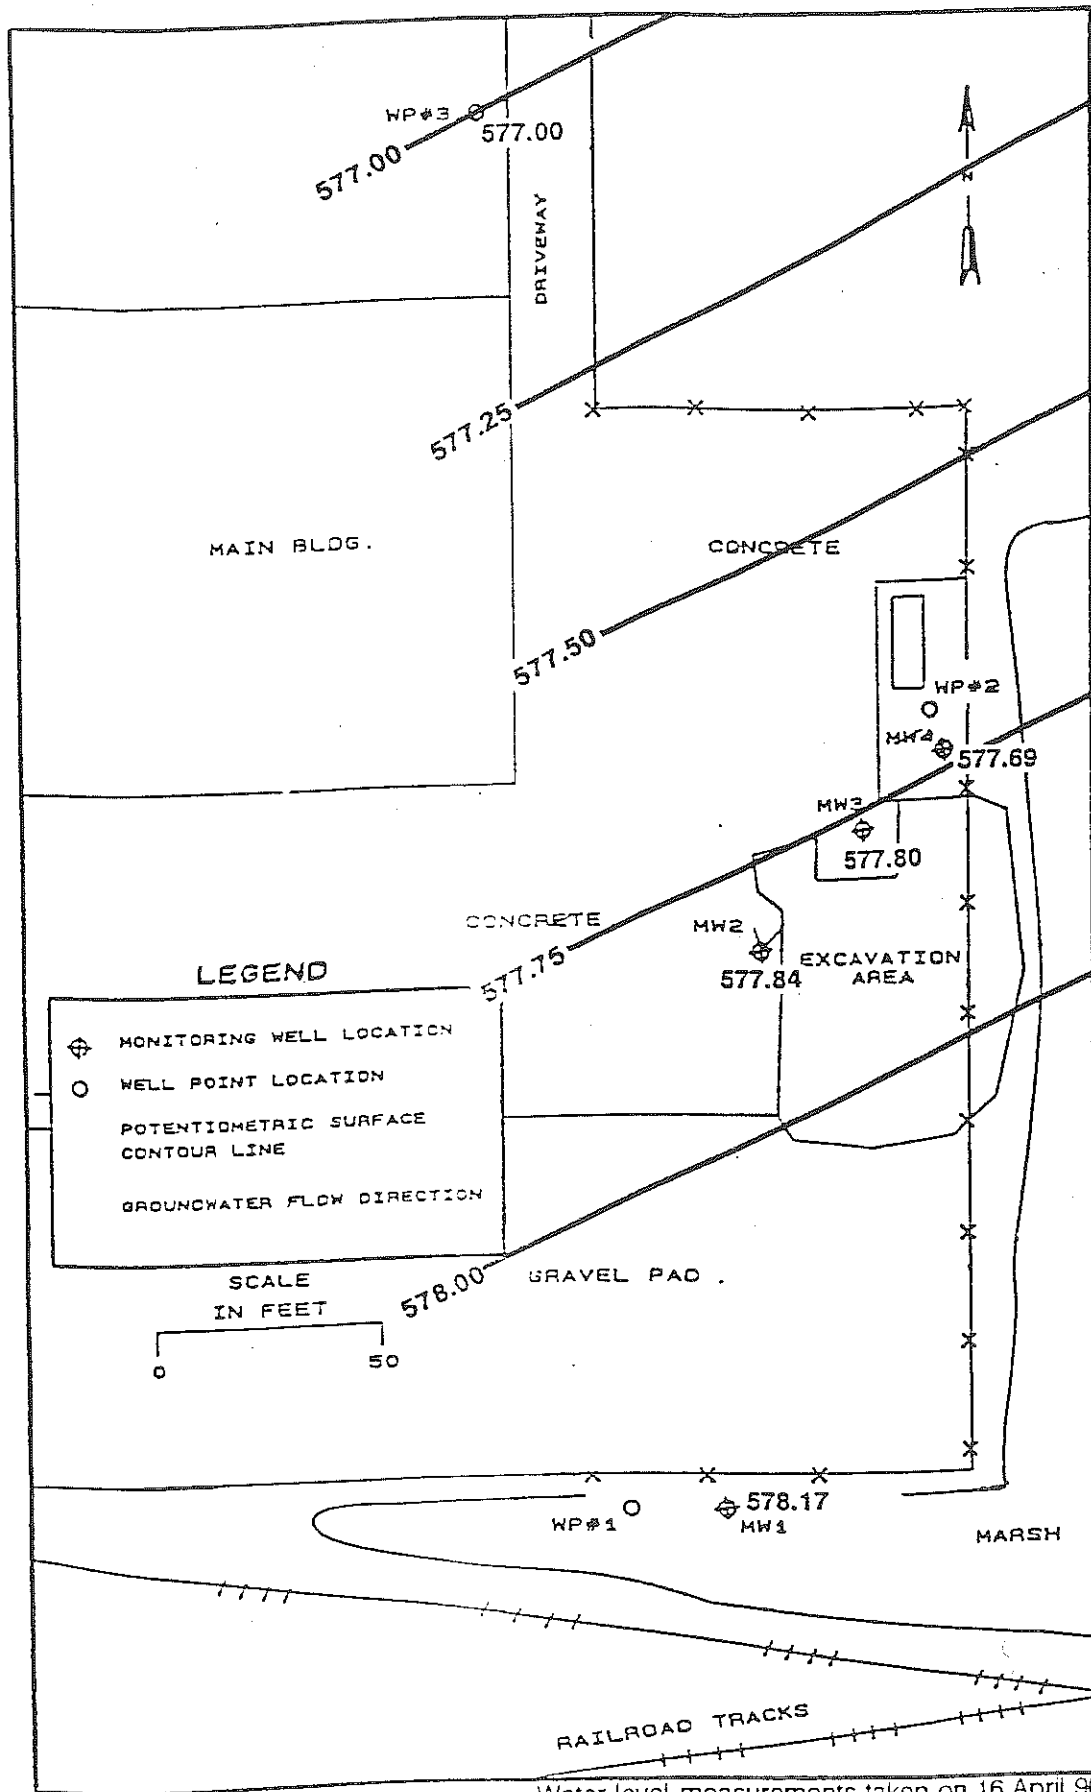 WP#3
577.00
577.00
N
DRIVEWAY
577.25
MAIN BLDG.
CONCRETE
577.50
WP#2
MW4
577.69
MW3
577.80
CONCRETE
MW2
577.84
EXCAVATION
AREA
577.75
LEGEND
MONITORING WELL LOCATION
WELL POINT LOCATION
POTENTIOMETRIC SURFACE
CONTOUR LINE
GROUNDWATER FLOW DIRECTION
SCALE
IN FEET
0
50
578.00
GRAVEL PAD .
WP#1
578.17
MW1
MARSH
RAILROAD TRACKS
Water level measurements taken on 16 April